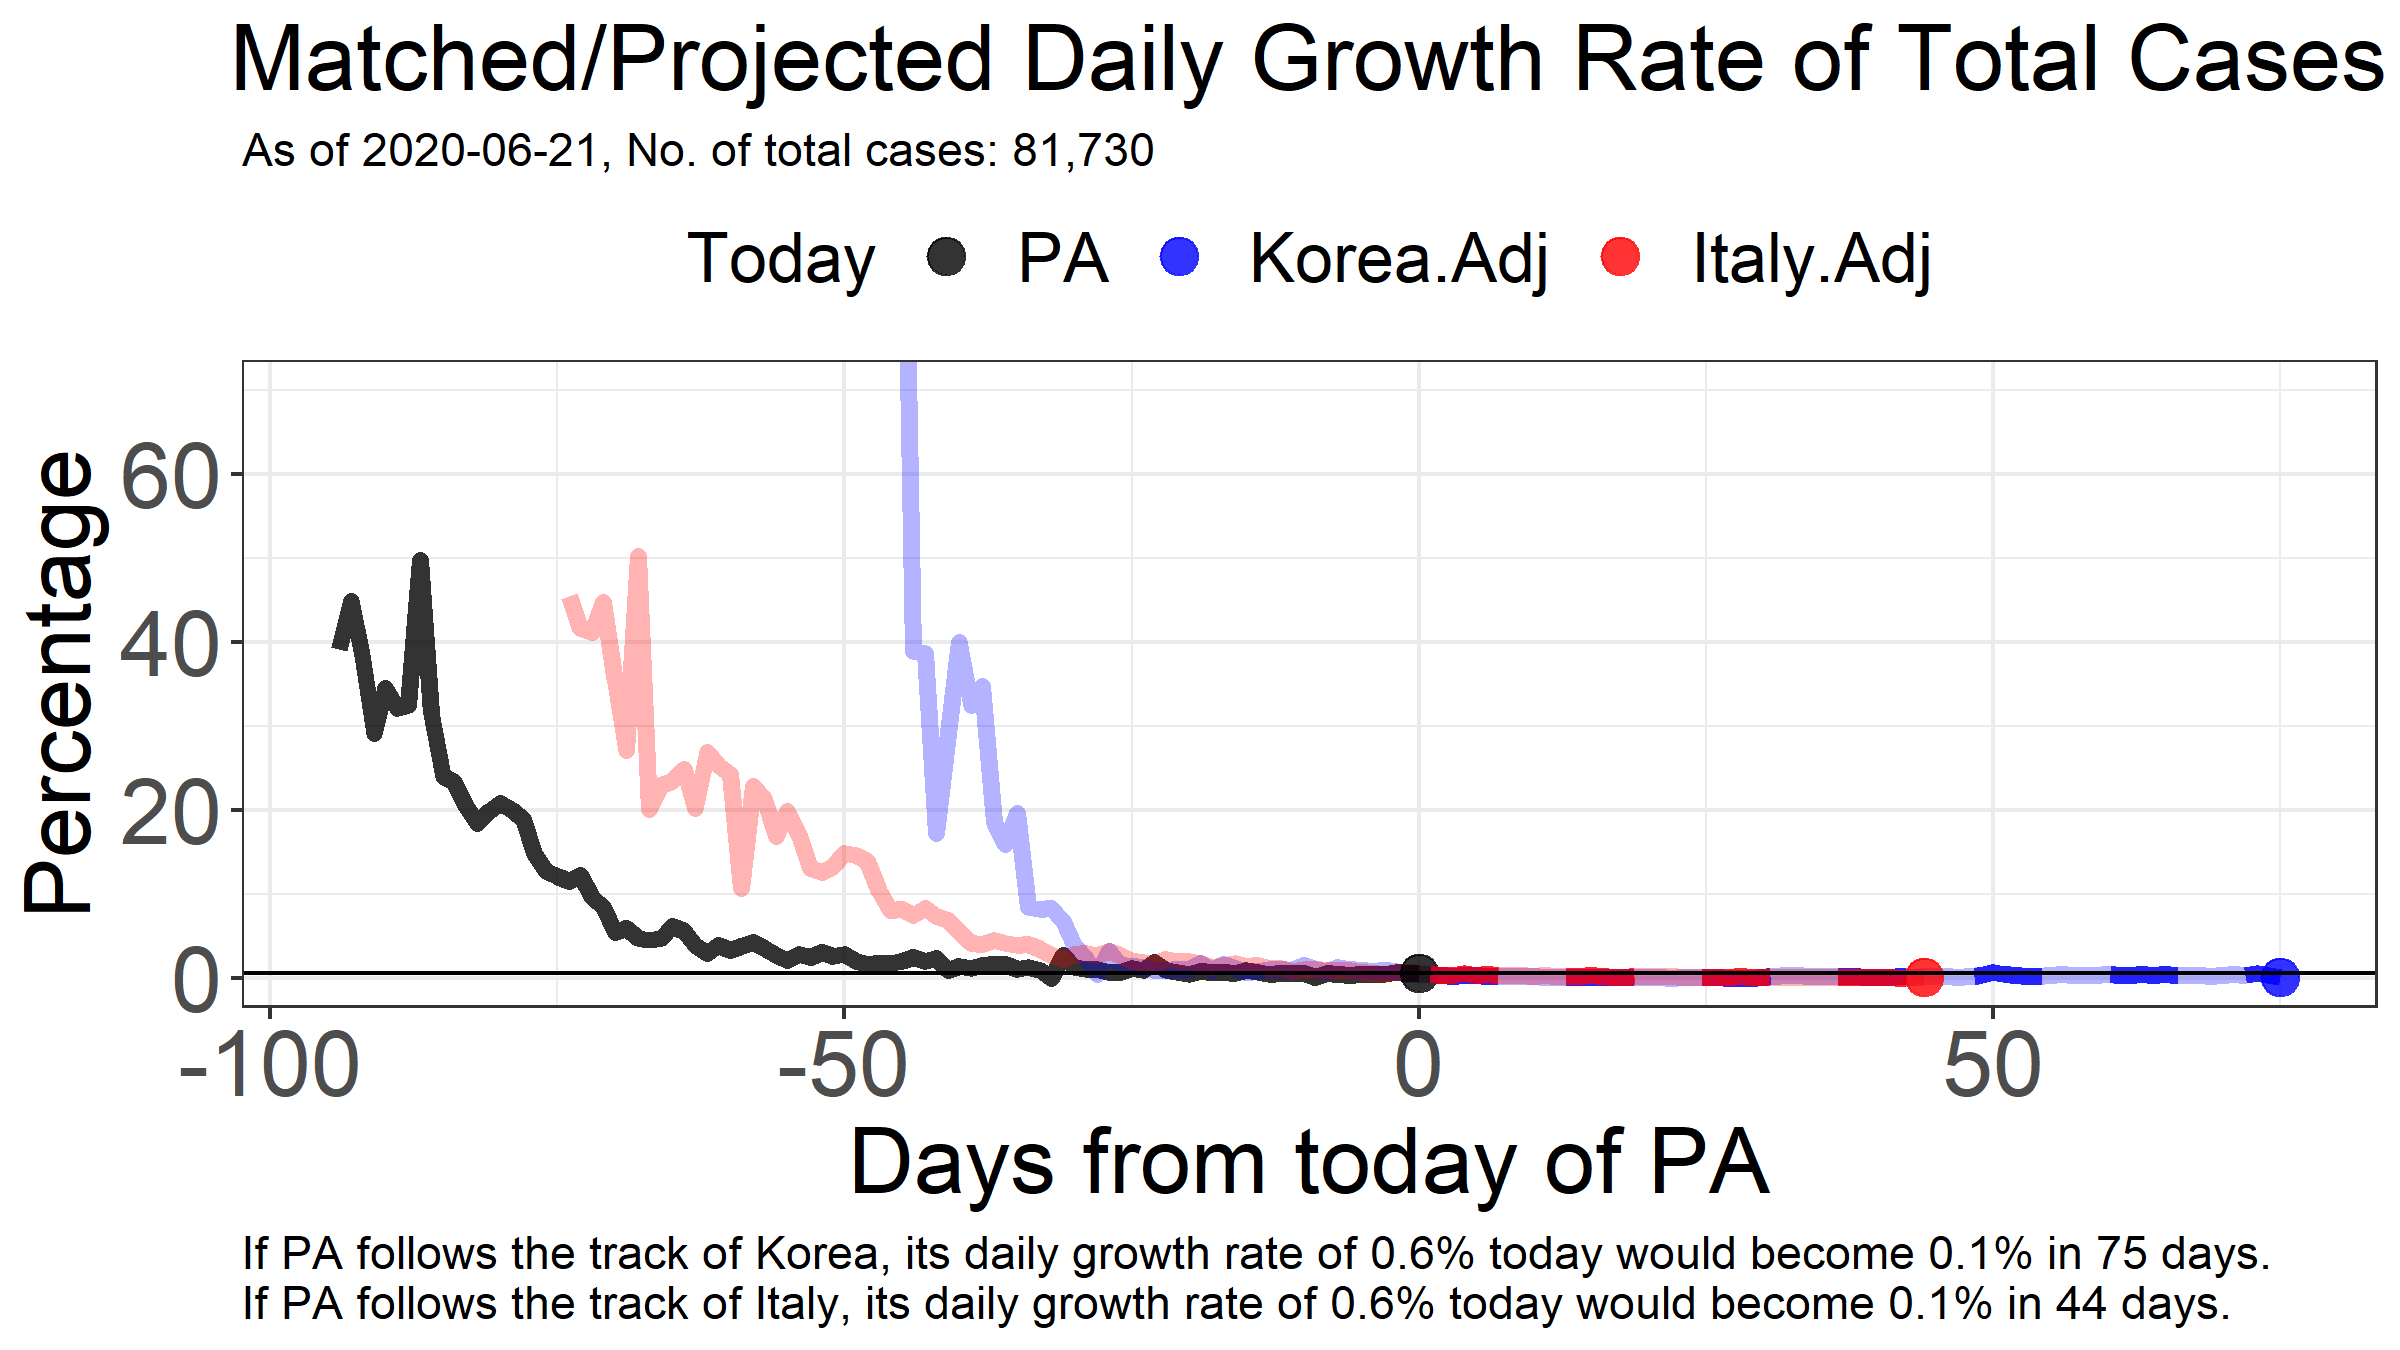 Matched/Projected Daily Growth Rate of Total Cases
As of 2020-06-21, No. of total cases: 81,730
Today PA Korea.Adj Italy.Adj
Percentage
60
40
20
0
-100 -50 0 50
Days from today of PA
If PA follows the track of Korea, its daily growth rate of 0.6% today would become 0.1% in 75 days.
If PA follows the track of Italy, its daily growth rate of 0.6% today would become 0.1% in 44 days.